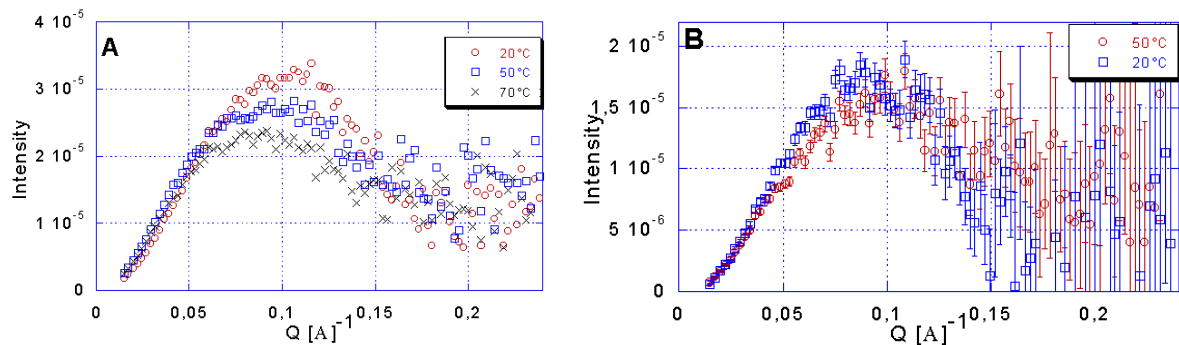 A
4 10⁻⁵
3 10⁻⁵
2 10⁻⁵
1 10⁻⁵
0
Intensity
20°C
50°C
70°C
0
0,05
0,1
0,15
0,2
Q [A]⁻¹
B
2 10⁻⁵
1,5 10⁻⁵
1 10⁻⁵
5 10⁻⁶
0
Intensity,
50°C
20°C
0
0,05
0,1
0,15
0,2
Q [A]⁻¹